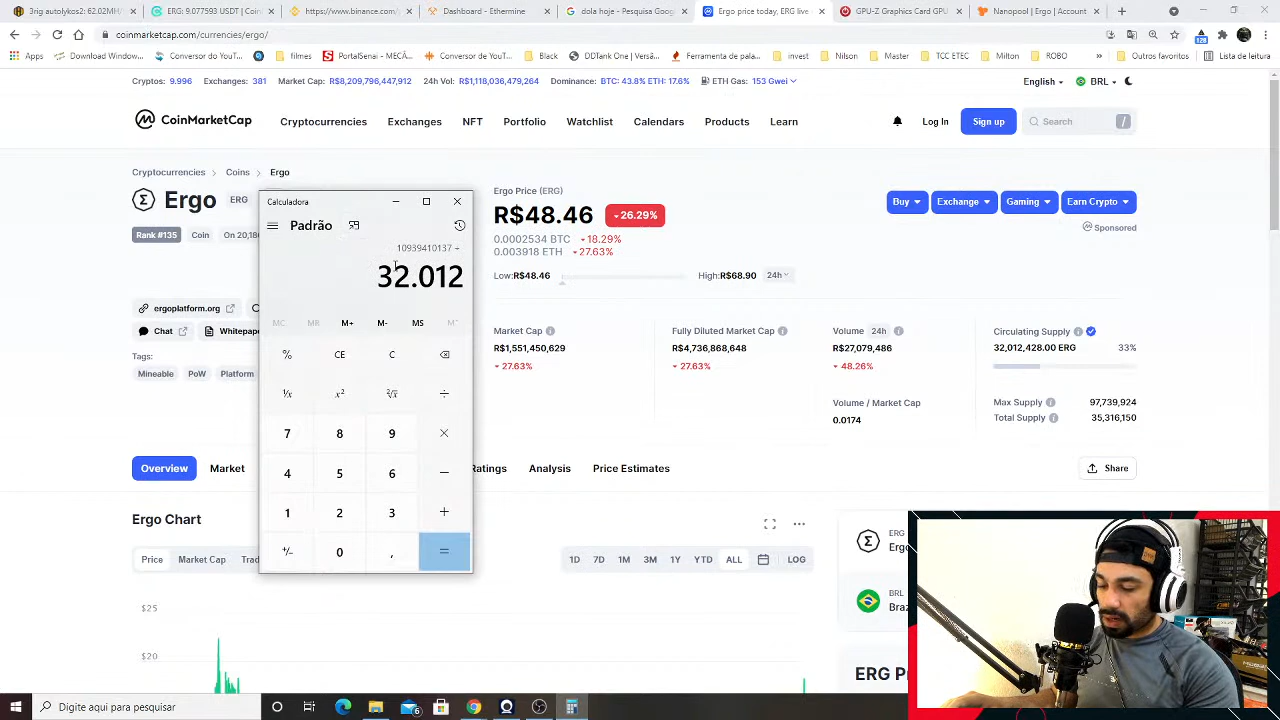 3rig autolykos2: 62.02MH/s
ERG: 9.077593 USDT | Coin
https://www.binance.com/
Dashboard - Ethermine
dola hoje - Pesquisa Goog
Ergo price today, ERG live
GPU-Z Graphics Card GPU
Nanopool | Ergo | Account
coinmarketcap.com/currencies/ergo/
128
Apps
Download Window...
filmes
PortalSenai - MECÂ...
Conversor de YouT...
Black
DDTank One - Versã...
Ferramenta de pala...
invest
Nilson
Master
TCC ETEC
Milton
ROBO
Outros favoritos
Lista de leitura
Cryptos: 9.996 Exchanges: 381 Market Cap: R$8,209,796,447,912 24h Vol: R$1,118,036,479,264 Dominance: BTC: 43.8% ETH: 17.6% ETH Gas: 153 Gwei
English BRL
CoinMarketCap Cryptocurrencies Exchanges NFT Portfolio Watchlist Calendars Products Learn Log In Sign up Search /
Cryptocurrencies > Coins > Ergo
Ergo ERG
Rank #135 Coin On 20,18
ergoplatform.org
Chat Whitepape
Tags:
Mineable PoW Platform
Calculadora
Padrão
10939410137 ÷
32.012
MC MR M+ M- MS M˅
% CE C
¹/x x² ²√x ÷
7 8 9 ×
4 5 6 −
1 2 3 +
+/- 0 , =
Ergo Price (ERG)
R$48.46 26.29%
0.0002534 BTC 18.29%
0.003918 ETH 27.63%
Low: R$48.46 High: R$68.90 24h
Buy Exchange Gaming Earn Crypto
Sponsored
Market Cap
R$1,551,450,629
27.63%
Fully Diluted Market Cap
R$4,736,868,648
27.63%
Volume 24h
R$27,079,486
48.26%
Volume / Market Cap
0.0174
Circulating Supply
32,012,428.00 ERG 33%
Max Supply 97,739,924
Total Supply 35,316,150
Overview Market Ratings Analysis Price Estimates
Share
Ergo Chart
Price Market Cap Trad
1D 7D 1M 3M 1Y YTD ALL LOG
$25
$20
ERG
Ergo
BRL
Braz
ERG P
Digite aqui para pesquisar
6